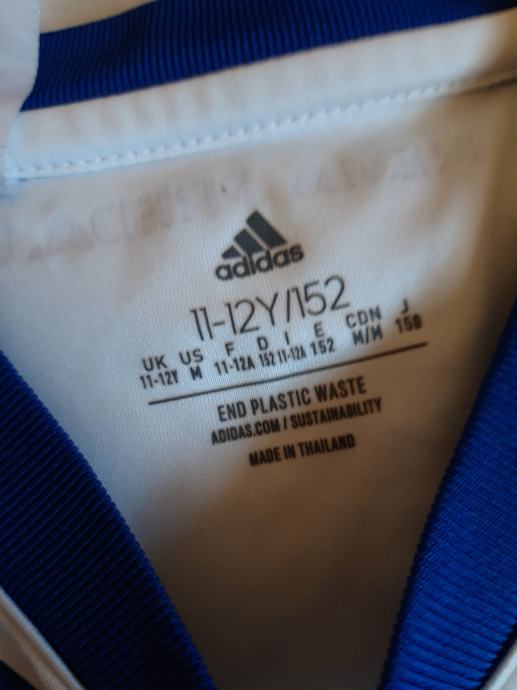 adidas
11-12Y/152
UK US F D I E CDN J
11-12Y M 11-12A 152 11-12A 152 M/M 150
END PLASTIC WASTE
ADIDAS.COM / SUSTAINABILITY
MADE IN THAILAND